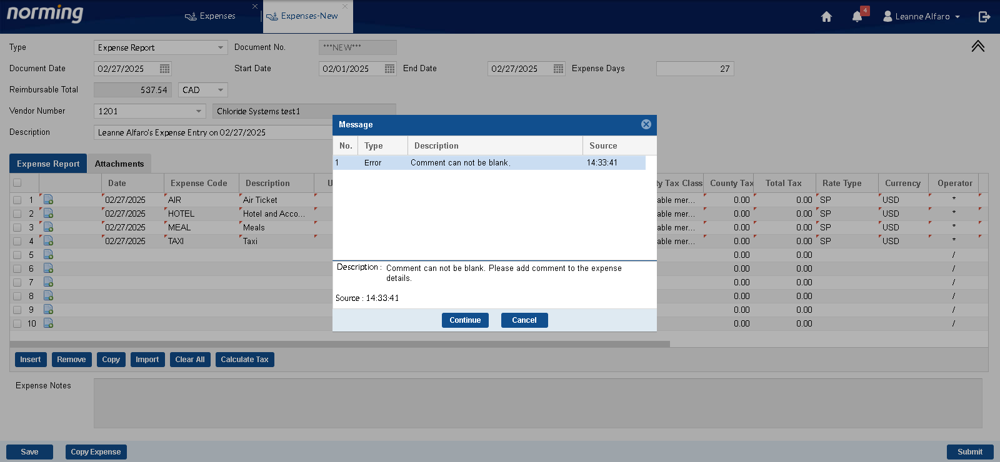 norming
Expenses
Expenses-New
4
Leanne Alfaro
Type
Expense Report
Document No.
***NEW***
Document Date
02/27/2025
Start Date
02/01/2025
End Date
02/27/2025
Expense Days
27
Reimbursable Total
537.54
CAD
Vendor Number
1201
Chloride Systems test1
Description
Leanne Alfaro's Expense Entry on 02/27/2025
Message
No. Type Description Source
1 Error Comment can not be blank. 14:33:41
Description : Comment can not be blank. Please add comment to the expense
details.
Source : 14:33:41
Continue Cancel
Expense Report Attachments
Date Expense Code Description U ty Tax Class County Tax Total Tax Rate Type Currency Operator
1 02/27/2025 AIR Air Ticket able mer... 0.00 0.00 SP USD *
2 02/27/2025 HOTEL Hotel and Acco... able mer... 0.00 0.00 SP USD *
3 02/27/2025 MEAL Meals able mer... 0.00 0.00 SP USD *
4 02/27/2025 TAXI Taxi able mer... 0.00 0.00 SP USD *
5 0.00 0.00 /
6 0.00 0.00 /
7 0.00 0.00 /
8 0.00 0.00 /
9 0.00 0.00 /
10 0.00 0.00 /
Insert Remove Copy Import Clear All Calculate Tax
Expense Notes
Save Copy Expense Submit